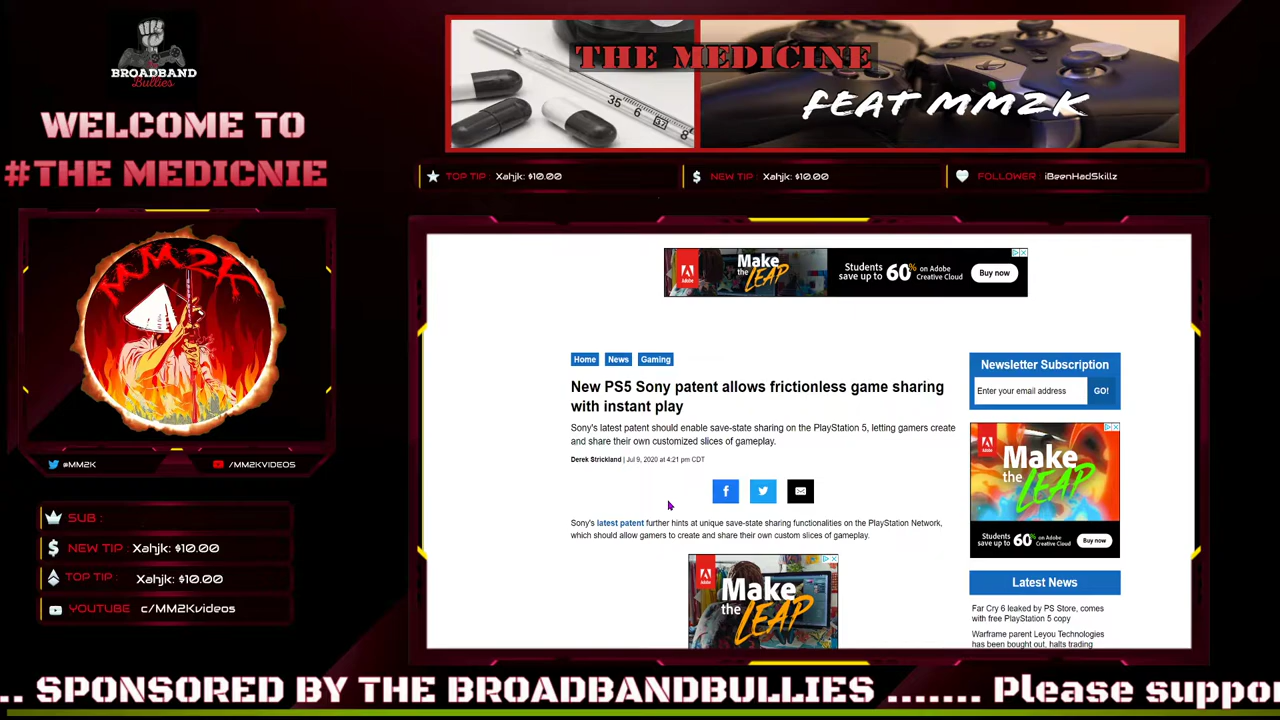 BROADBAND
Bullies
WELCOME TO
#THE MEDICNIE
MM2K
@MM2K
/MM2KVIDEOS
SUB :
NEW TIP : Xahjk: $10.00
TOP TIP : Xahjk: $10.00
YOUTUBE c/MM2Kvideos
THE MEDICINE
FEAT MM2K
35 6 37 8
TOP TIP : Xahjk: $10.00
NEW TIP : Xahjk: $10.00
FOLLOWER : iBeenHadSkillz
Adobe
Make
the LEAP
Students
save up to 60% on Adobe
Creative Cloud
Buy now
Home News Gaming
New PS5 Sony patent allows frictionless game sharing
with instant play
Sony's latest patent should enable save-state sharing on the PlayStation 5, letting gamers create
and share their own customized slices of gameplay.
Derek Strickland | Jul 9, 2020 at 4:21 pm CDT
Sony's latest patent further hints at unique save-state sharing functionalities on the PlayStation Network,
which should allow gamers to create and share their own custom slices of gameplay.
Adobe
Make
the LEAP
Newsletter Subscription
Enter your email address GO!
Adobe
Make
the LEAP
Students
save up to 60% on Adobe
Creative Cloud
Buy now
Latest News
Far Cry 6 leaked by PS Store, comes
with free PlayStation 5 copy
Warframe parent Leyou Technologies
has been bought out, halts trading
.. SPONSORED BY THE BROADBANDBULLIES ....... Please suppo